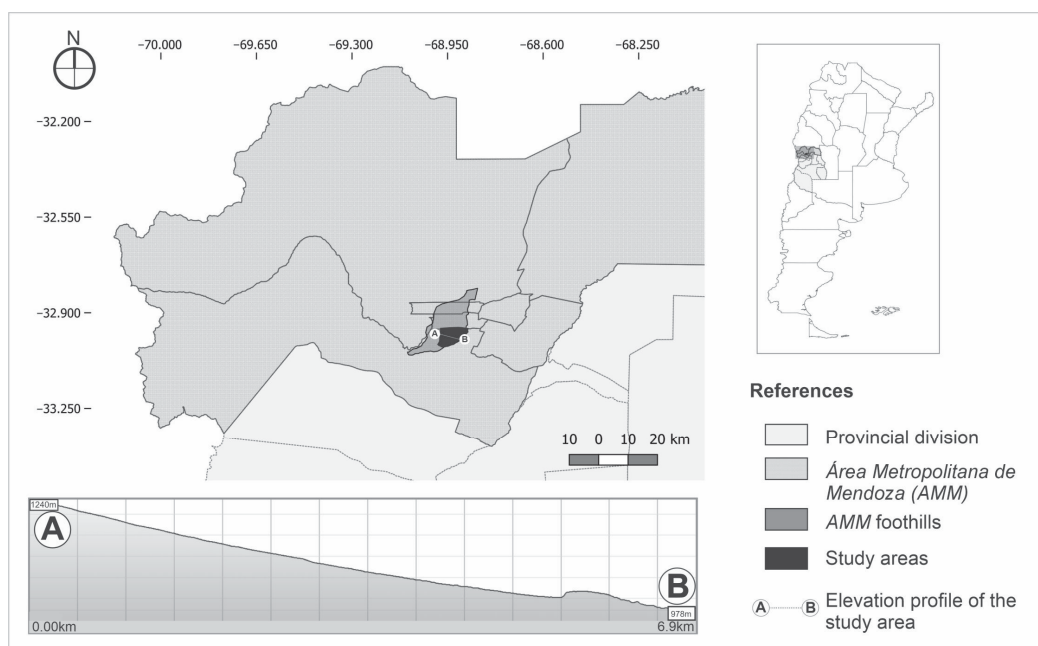 N
−70.000 −69.650 −69.300 −68.950 −68.600 −68.250
−32.200
−32.550
−32.900
−33.250
A
B
10 0 10 20 km
References
Provincial division
Área Metropolitana de
Mendoza (AMM)
AMM foothills
Study areas
A B Elevation profile of the
study area
1240m
A
B
978m
0.00km 6.9km